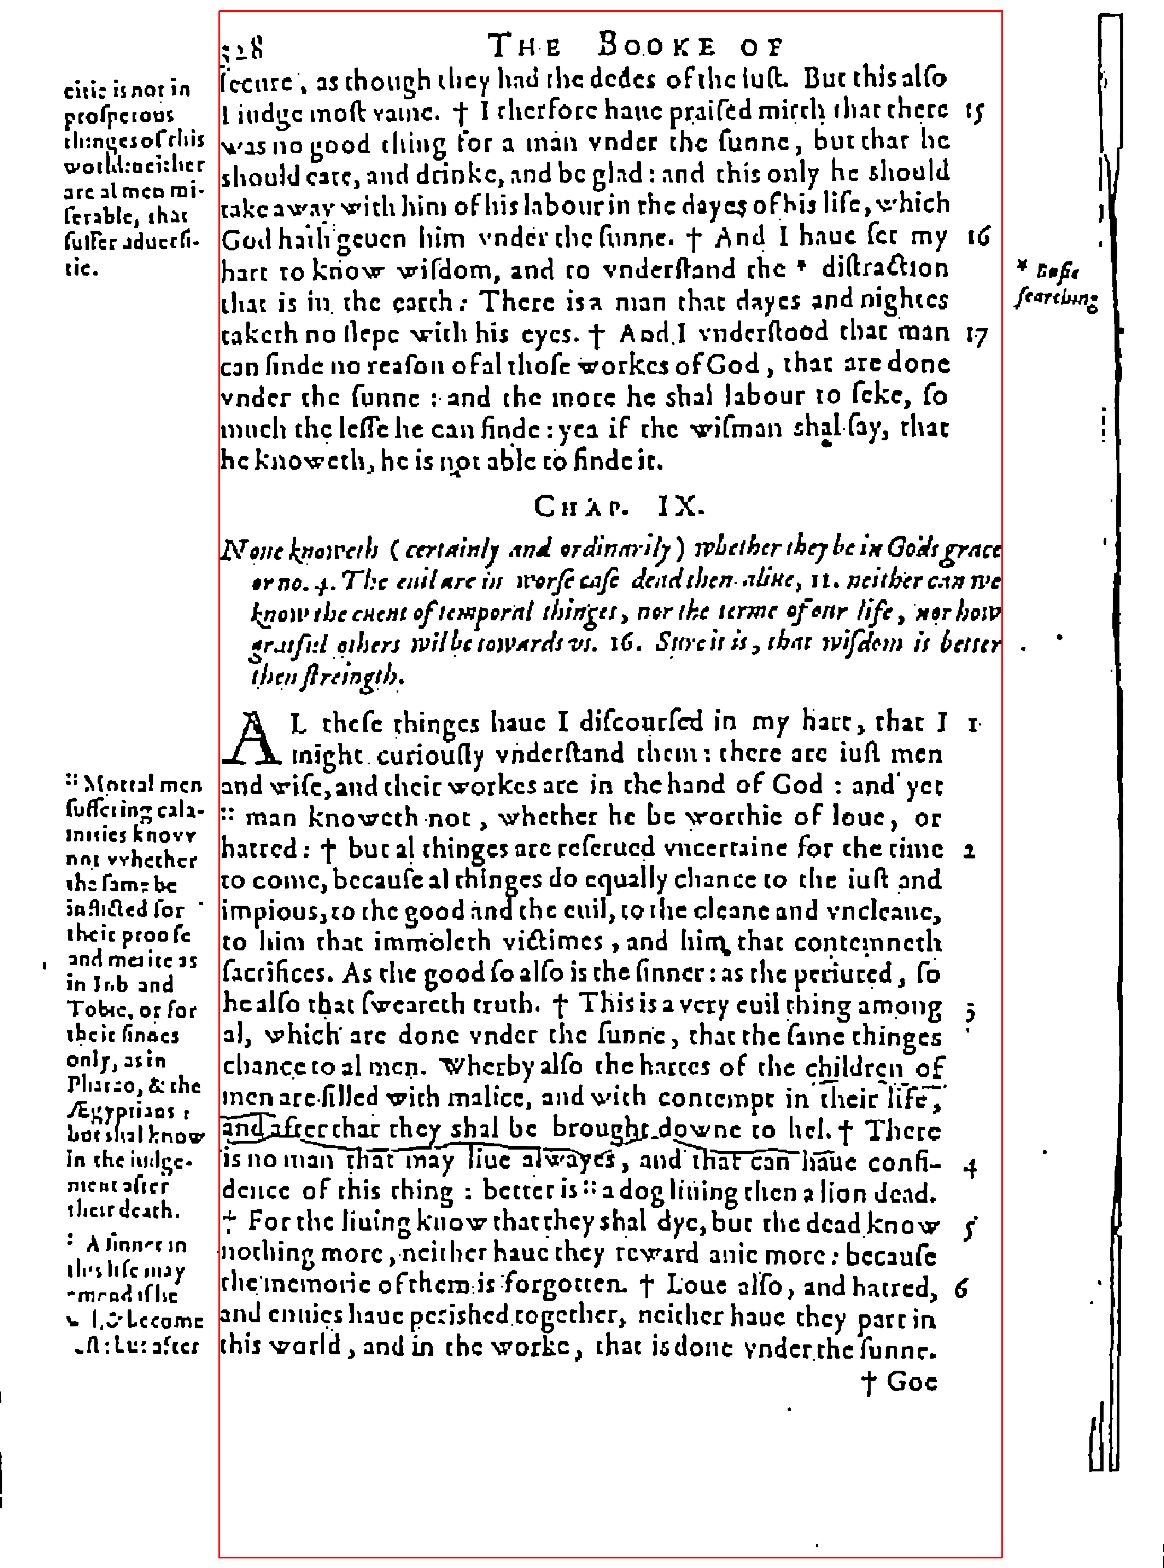 328 THE BOOKE OF
ſecure, as though they had the dedes of the iuſt. But this alſo
I iudge moſt vaine. † I therfore haue praiſed mirth that there 15
was no good thing for a man vnder the ſunne, but that he
should eate, and drinke, and be glad: and this only he should
take away with him of his labour in the dayes of his life, which
God hath geuen him vnder the ſunne. † And I haue ſet my 16
hart to know wiſdom, and to vnderſtand the * diſtraction
that is in the earth: There is a man that dayes and nightes
taketh no ſlepe with his eyes. † And I vnderſtood that man 17
can finde no reaſon of al thoſe workes of God, that are done
vnder the ſunne: and the more he shal labour to ſeke, ſo
much the leſſe he can finde: yea if the wiſman shal ſay, that
he knoweth, he is not able to finde it.
citie is not in
proſperous
thinges of this
world: neither
are al men mi-
ſerable, that
ſuffer aduerſi-
tie.
* Buſie
ſearching
CHAP. IX.
None knoweth (certainly and ordinarily) whether they be in Gods grace
or no. 4. The euil are in worſe caſe dead then aliue, 11. neither can we
know the euent of temporal thinges, nor the terme of our life, nor how
grateful others wil be towards vs. 16. Sure it is, that wiſdom is better
then ſtreingth.
AL theſe thinges haue I diſcourſed in my hart, that I 1
might curiouſly vnderſtand them: there are iuſt men
and wiſe, and their workes are in the hand of God: and yet
:: man knoweth not, whether he be worthie of loue, or
hatred: † but al thinges are reſerued vncertaine for the time 2
to come, becauſe al thinges do equally chance to the iuſt and
impious, to the good and the euil, to the cleane and vncleane,
to him that immoleth victimes, and him that contemneth
ſacrifices. As the good ſo alſo is the ſinner: as the periured, ſo
he alſo that ſweareth truth. † This is a very euil thing among 3
al, which are done vnder the ſunne, that the ſame thinges
chance to al men. Wherby alſo the hartes of the children of
men are filled with malice, and with contempt in their life,
and after that they shal be brought downe to hel. † There
is no man that may liue alwayes, and that can haue confi- 4
dence of this thing: better is :: a dog liuing then a lion dead.
† For the liuing know that they shal dye, but the dead know 5
nothing more, neither haue they reward anie more: becauſe
the memorie of them is forgotten. † Loue alſo, and hatred, 6
and enuies haue perished together, neither haue they part in
this world, and in the worke, that is done vnder the ſunne.
† Goe
:: Mortal men
ſuffering cala-
mities knovv
not vvhether
the ſame be
inflicted for
their proofe
and merite as
in Iob and
Tobie, or for
their ſinnes
only, as in
Pharao, & the
Ægyptians:
but shal know
in the iudge-
ment after
their death.
:: A ſinner in
this life may
emend if he
become
iuſt: but after